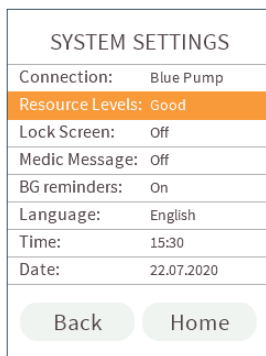 SYSTEM SETTINGS
Connection: Blue Pump
Resource Levels: Good
Lock Screen: Off
Medic Message: Off
BG reminders: On
Language: English
Time: 15:30
Date: 22.07.2020
Back Home